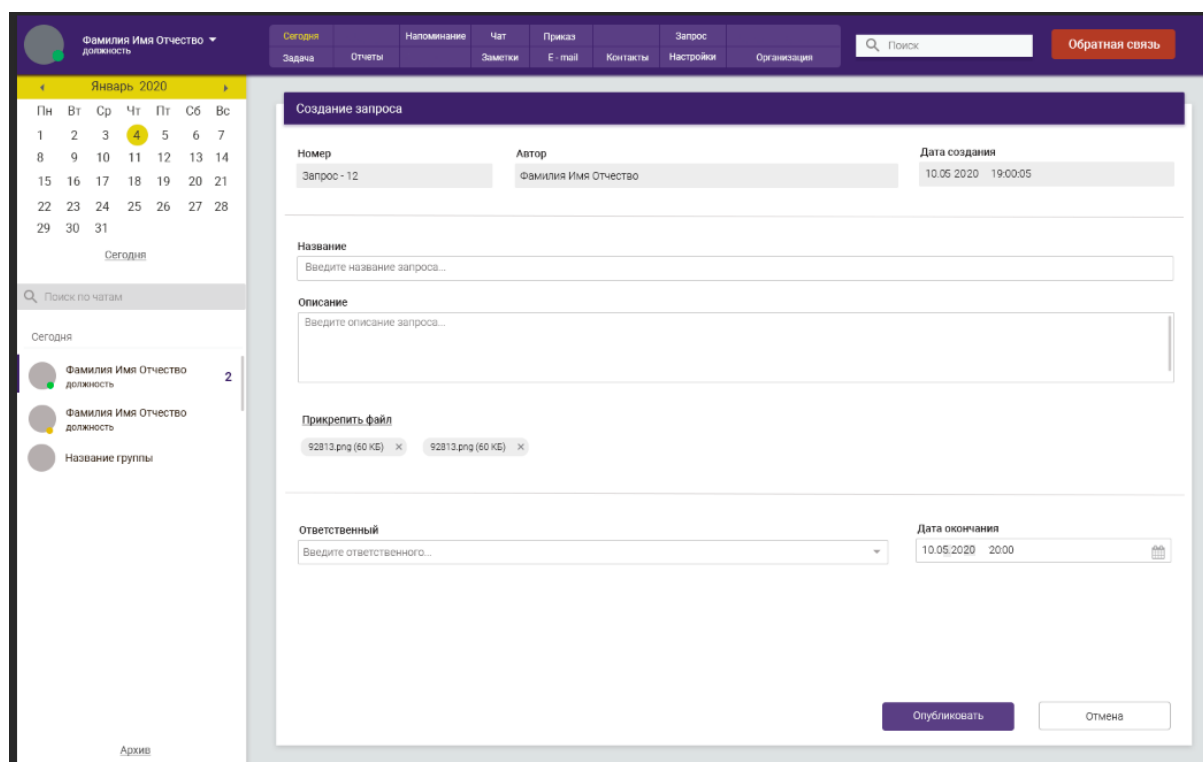 Фамилия Имя Отчество
должность
Сегодня Напоминание Чат Приказ Запрос
Задача Отчеты Заметки E - mail Контакты Настройки Организация
Поиск
Обратная связь
Январь 2020
Пн Вт Ср Чт Пт Сб Вс
1 2 3 4 5 6 7
8 9 10 11 12 13 14
15 16 17 18 19 20 21
22 23 24 25 26 27 28
29 30 31
Сегодня
Поиск по чатам
Сегодня
Фамилия Имя Отчество
должность
2
Фамилия Имя Отчество
должность
Название группы
Архив
Создание запроса
Номер Автор Дата создания
Запрос - 12 Фамилия Имя Отчество 10.05 2020 19:00:05
Название
Введите название запроса...
Описание
Введите описание запроса...
Прикрепить файл
92813.png (60 КБ) × 92813.png (60 КБ) ×
Ответственный Дата окончания
Введите ответственного... 10.05.2020 20:00
Опубликовать Отмена